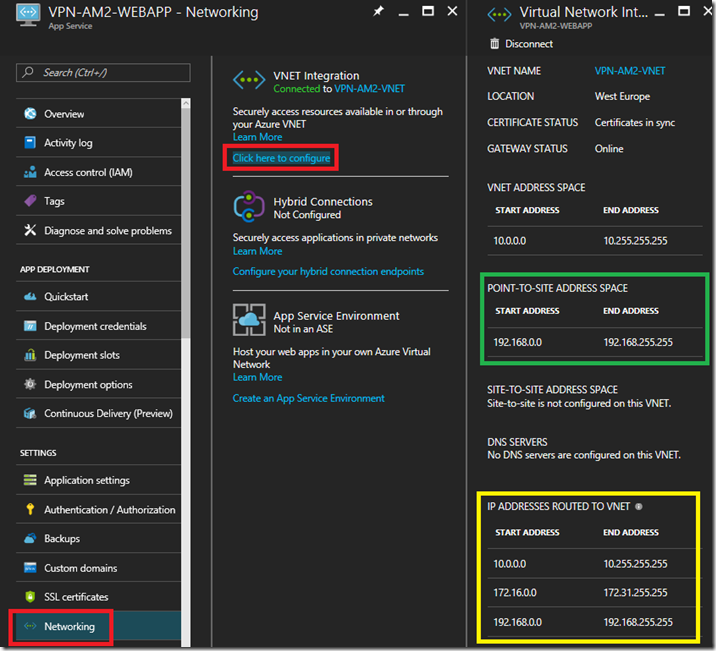 VPN-AM2-WEBAPP - Networking
App Service
Search (Ctrl+/)
Overview
Activity log
Access control (IAM)
Tags
Diagnose and solve problems
APP DEPLOYMENT
Quickstart
Deployment credentials
Deployment slots
Deployment options
Continuous Delivery (Preview)
SETTINGS
Application settings
Authentication / Authorization
Backups
Custom domains
SSL certificates
Networking
VNET Integration
Connected to VPN-AM2-VNET
Securely access resources available in or through
your Azure VNET
Learn More
Click here to configure
Hybrid Connections
Not Configured
Securely access applications in private networks
Learn More
Configure your hybrid connection endpoints
App Service Environment
Not in an ASE
Host your web apps in your own Azure Virtual
Network
Learn More
Create an App Service Environment
Virtual Network Int...
VPN-AM2-WEBAPP
Disconnect
VNET NAME VPN-AM2-VNET
LOCATION West Europe
CERTIFICATE STATUS Certificates in sync
GATEWAY STATUS Online
VNET ADDRESS SPACE
START ADDRESS END ADDRESS
10.0.0.0 10.255.255.255
POINT-TO-SITE ADDRESS SPACE
START ADDRESS END ADDRESS
192.168.0.0 192.168.255.255
SITE-TO-SITE ADDRESS SPACE
Site-to-site is not configured on this VNET.
DNS SERVERS
No DNS servers are configured on this VNET.
IP ADDRESSES ROUTED TO VNET
START ADDRESS END ADDRESS
10.0.0.0 10.255.255.255
172.16.0.0 172.31.255.255
192.168.0.0 192.168.255.255